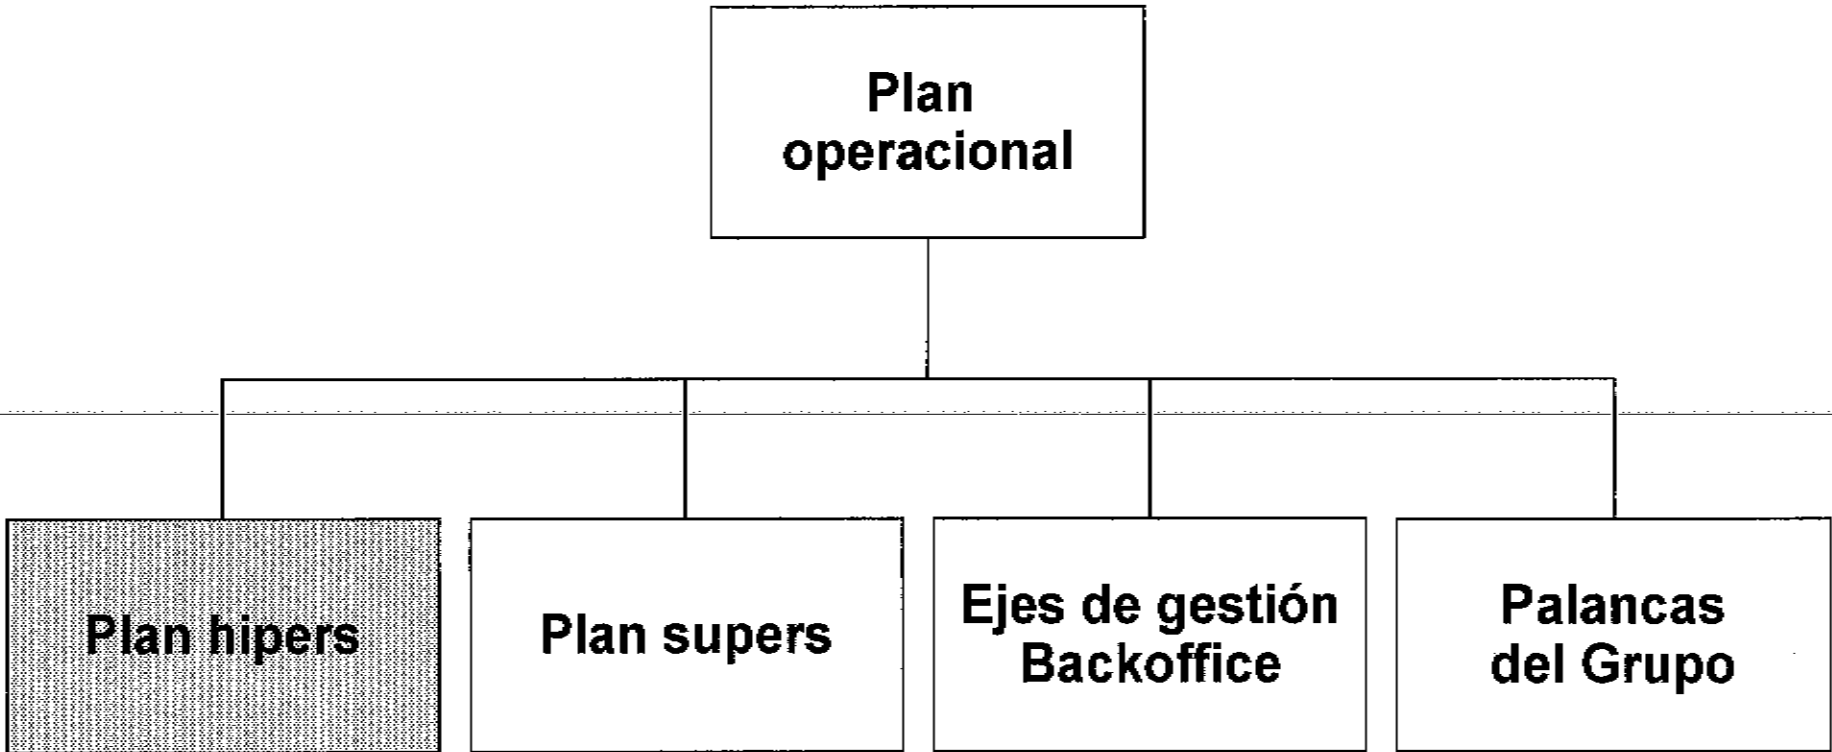 Plan
operacional
Plan hipers
Plan supers
Ejes de gestión
Backoffice
Palancas
del Grupo